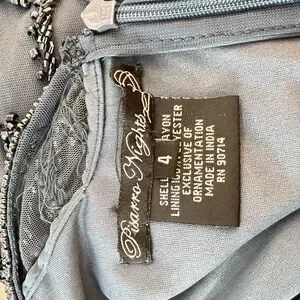 Pisarro Nights
4
SHELL RAYON
LINING POLYESTER
EXCLUSIVE OF
ORNAMENTATION
MADE IN INDIA
RN 90714